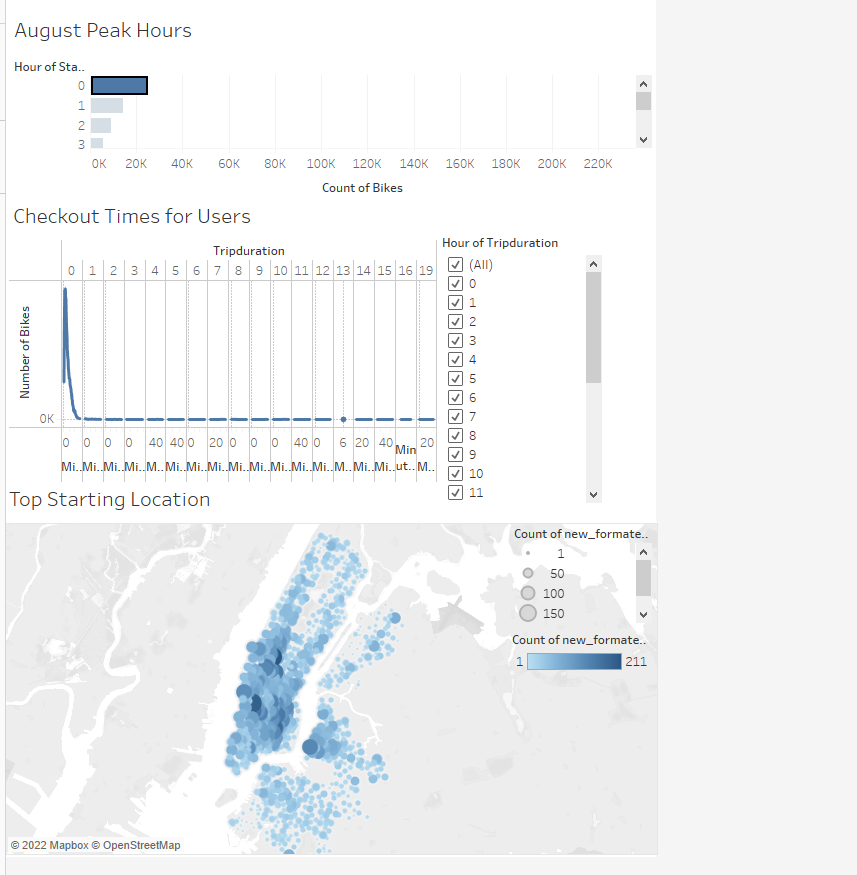 August Peak Hours
Hour of Sta..
0
1
2
3
0K 20K 40K 60K 80K 100K 120K 140K 160K 180K 200K 220K
Count of Bikes
Checkout Times for Users
Tripduration
0 1 2 3 4 5 6 7 8 9 10 11 12 13 14 15 16 19
Number of Bikes
0K
0 0 0 0 40 40 0 20 0 0 0 40 0 6 20 40 Minut.. 20
Mi.. Mi.. Mi.. Mi.. M.. Mi.. Mi.. Mi.. Mi.. Mi.. Mi.. Mi.. Mi.. M.. Mi.. Mi.. M..
Hour of Tripduration
(All)
0
1
2
3
4
5
6
7
8
9
10
11
Top Starting Location
Count of new_formate..
1
50
100
150
Count of new_formate..
1 211
© 2022 Mapbox © OpenStreetMap